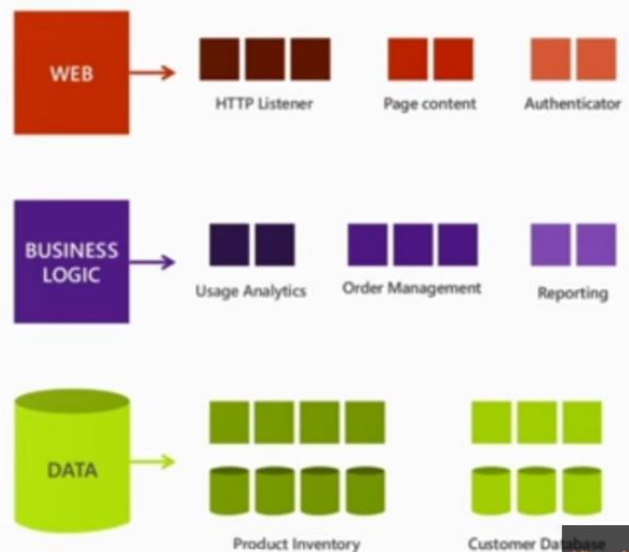 WEB
HTTP Listener
Page content
Authenticator
BUSINESS
LOGIC
Usage Analytics
Order Management
Reporting
DATA
Product Inventory
Customer Database